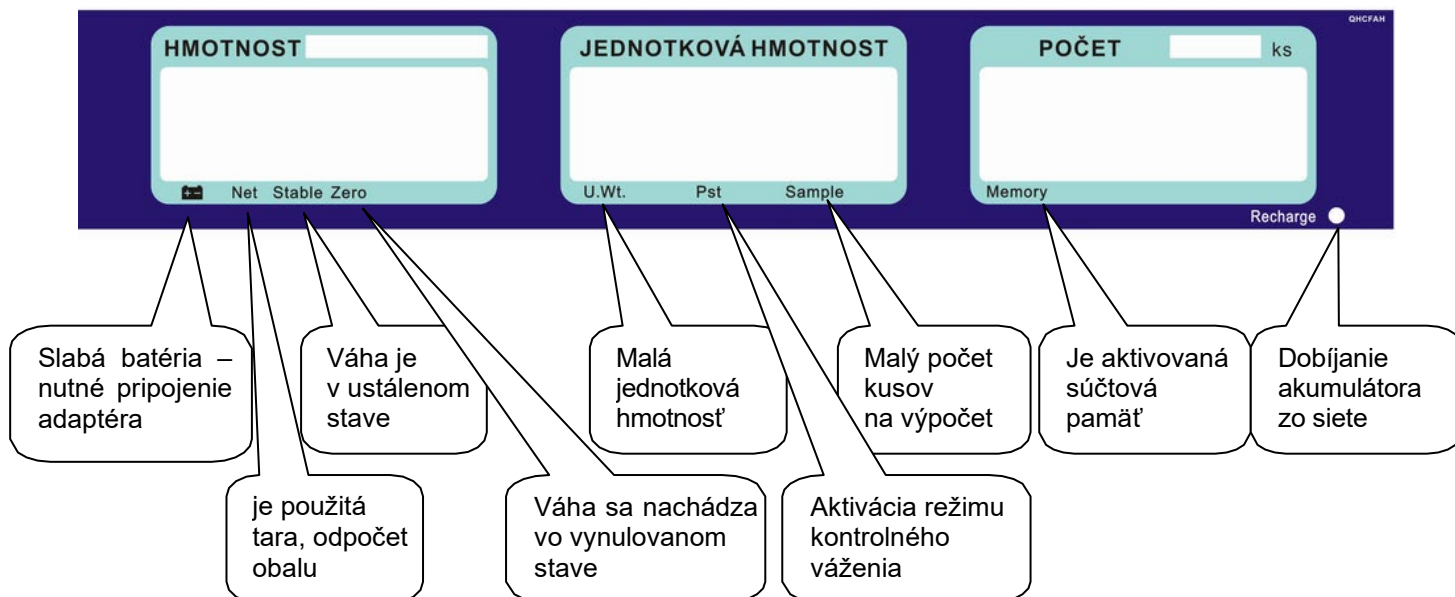 QHCFAH
HMOTNOST
JEDNOTKOVÁ HMOTNOST
POČET ks
Net Stable Zero
U.Wt. Pst Sample
Memory
Recharge
Slabá batéria –
nutné pripojenie
adaptéra
Váha je
v ustálenom
stave
Malá
jednotková
hmotnosť
Malý počet
kusov
na výpočet
Je aktivovaná
súčtová
pamäť
Dobíjanie
akumulátora
zo siete
je použitá
tara, odpočet
obalu
Váha sa nachádza
vo vynulovanom
stave
Aktivácia režimu
kontrolného
váženia